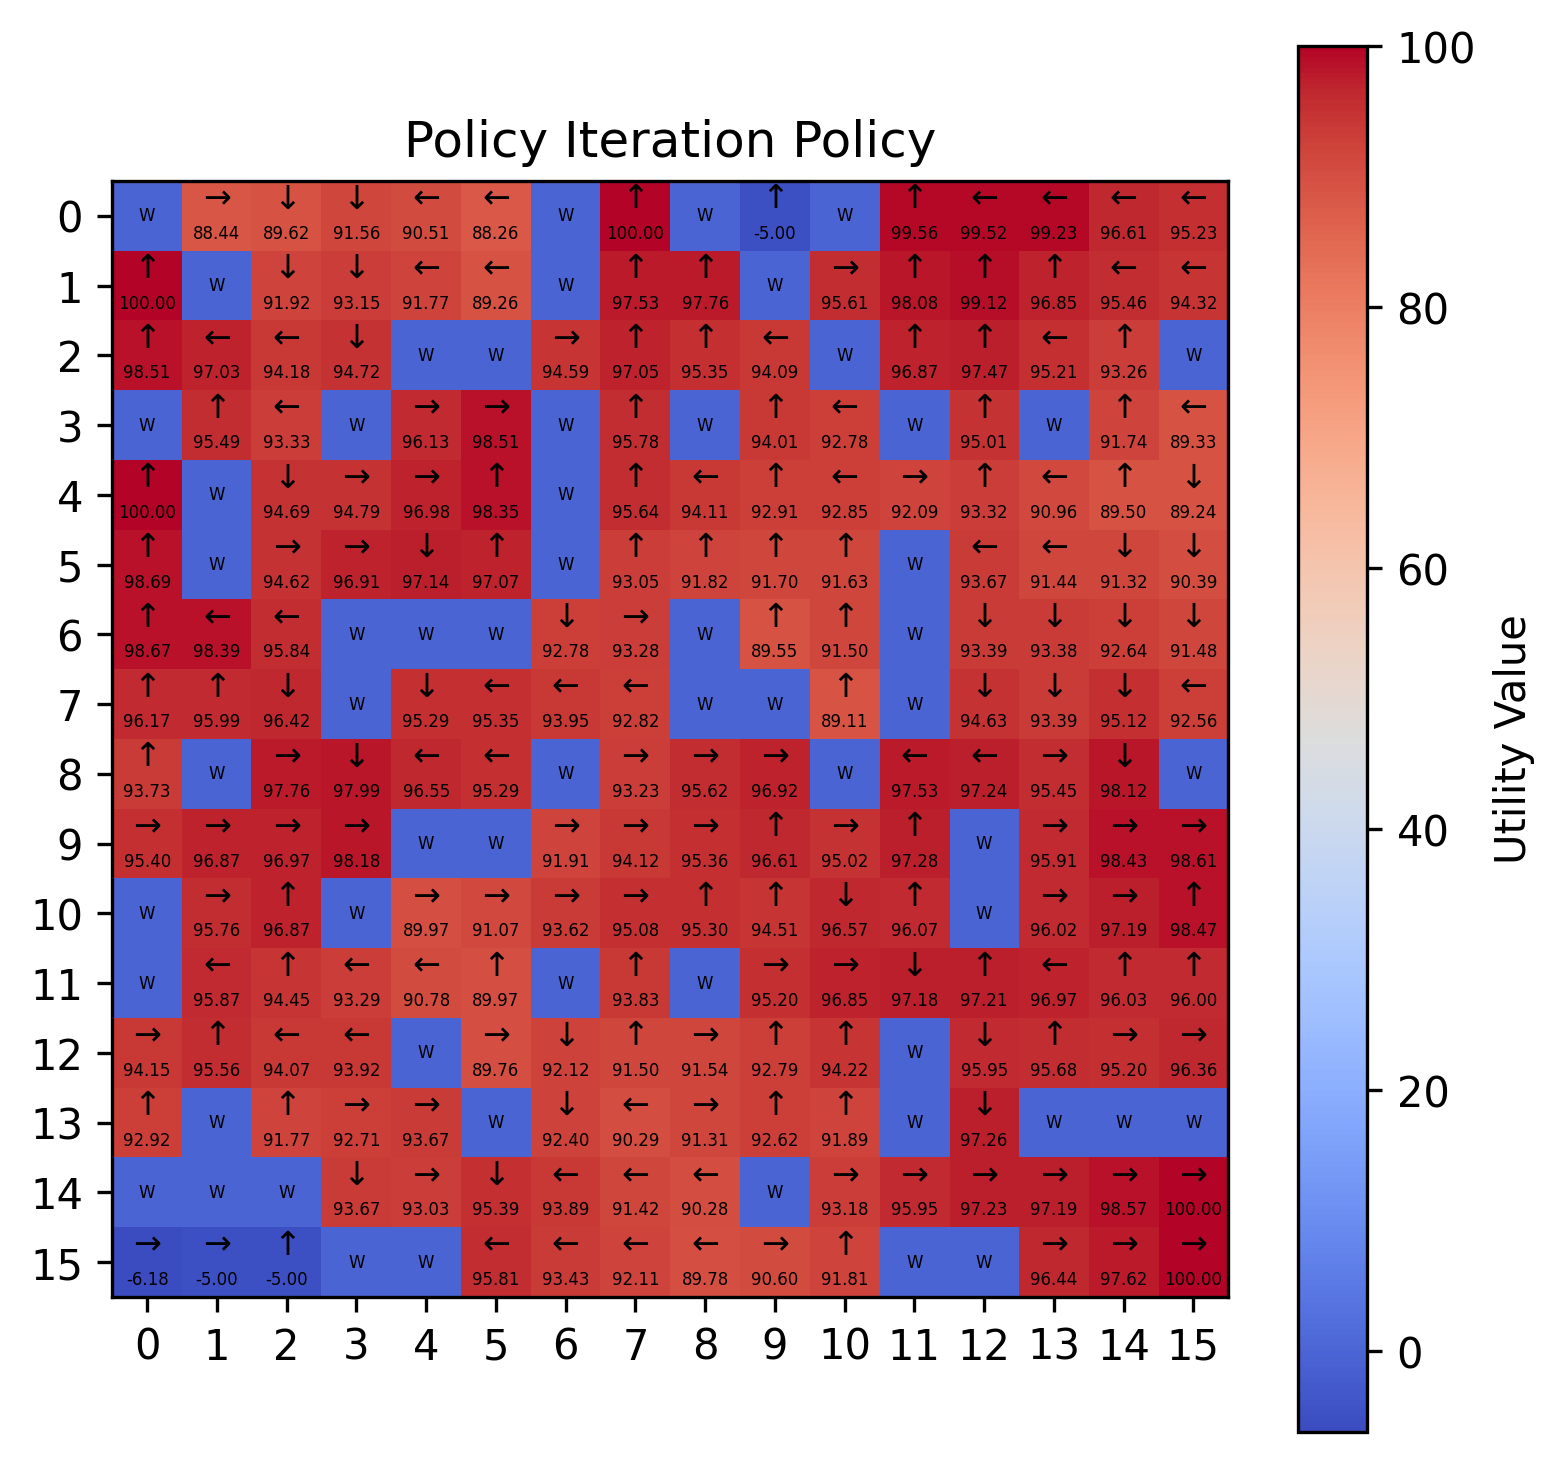 Policy Iteration Policy
0 W → ↓ ↓ ← ← W ↑ W ↑ W ↑ ← ← ← ←
88.44 89.62 91.56 90.51 88.26 100.00 -5.00 99.56 99.52 99.23 96.61 95.23
1 ↑ W ↓ ↓ ← ← W ↑ ↑ W → ↑ ↑ ↑ ← ←
100.00 91.92 93.15 91.77 89.26 97.53 97.76 95.61 98.08 99.12 96.85 95.46 94.32
2 ↑ ← ← ↓ W W → ↑ ↑ ← W ↑ ↑ ← ↑ W
98.51 97.03 94.18 94.72 94.59 97.05 95.35 94.09 96.87 97.47 95.21 93.26
3 W ↑ ← W → → W ↑ W ↑ ← W ↑ W ↑ ←
95.49 93.33 96.13 98.51 95.78 94.01 92.78 95.01 91.74 89.33
4 ↑ W ↓ → → ↑ W ↑ ← ↑ ← → ↑ ← ↑ ↓
100.00 94.69 94.79 96.98 98.35 95.64 94.11 92.91 92.85 92.09 93.32 90.96 89.50 89.24
5 ↑ W → → ↓ ↑ W ↑ ↑ ↑ ↑ W ← ← ↓ ↓
98.69 94.62 96.91 97.14 97.07 93.05 91.82 91.70 91.63 93.67 91.44 91.32 90.39
6 ↑ ← ← W W W ↓ → W ↑ ↑ W ↓ ↓ ↓ ↓
98.67 98.39 95.84 92.78 93.28 89.55 91.50 93.39 93.38 92.64 91.48
7 ↑ ↑ ↓ W ↓ ← ← ← W W ↑ W ↓ ↓ ↓ ←
96.17 95.99 96.42 95.29 95.35 93.95 92.82 89.11 94.63 93.39 95.12 92.56
8 ↑ W → ↓ ← ← W → → → W ← ← → ↓ W
93.73 97.76 97.99 96.55 95.29 93.23 95.62 96.92 97.53 97.24 95.45 98.12
9 → → → → W W → → → ↑ → ↑ W → → →
95.40 96.87 96.97 98.18 91.91 94.12 95.36 96.61 95.02 97.28 95.91 98.43 98.61
10 W → ↑ W → → → → ↑ ↑ ↓ ↑ W → → ↑
95.76 96.87 89.97 91.07 93.62 95.08 95.30 94.51 96.57 96.07 96.02 97.19 98.47
11 W ← ↑ ← ← ↑ W ↑ W → → ↓ ↑ ← ↑ ↑
95.87 94.45 93.29 90.78 89.97 93.83 95.20 96.85 97.18 97.21 96.97 96.03 96.00
12 → ↑ ← ← W → ↓ ↑ → ↑ ↑ W ↓ ↑ → →
94.15 95.56 94.07 93.92 89.76 92.12 91.50 91.54 92.79 94.22 95.95 95.68 95.20 96.36
13 ↑ W ↑ → → W ↓ ← → ↑ ↑ W ↓ W W W
92.92 91.77 92.71 93.67 92.40 90.29 91.31 92.62 91.89 97.26
14 W W W ↓ → ↓ ← ← ← W → → → → → →
93.67 93.03 95.39 93.89 91.42 90.28 93.18 95.95 97.23 97.19 98.57 100.00
15 → → ↑ W W ← ← ← ← → ↑ W W → → →
-6.18 -5.00 -5.00 95.81 93.43 92.11 89.78 90.60 91.81 96.44 97.62 100.00
0 1 2 3 4 5 6 7 8 9 10 11 12 13 14 15
100
80
60
40
20
0
Utility Value